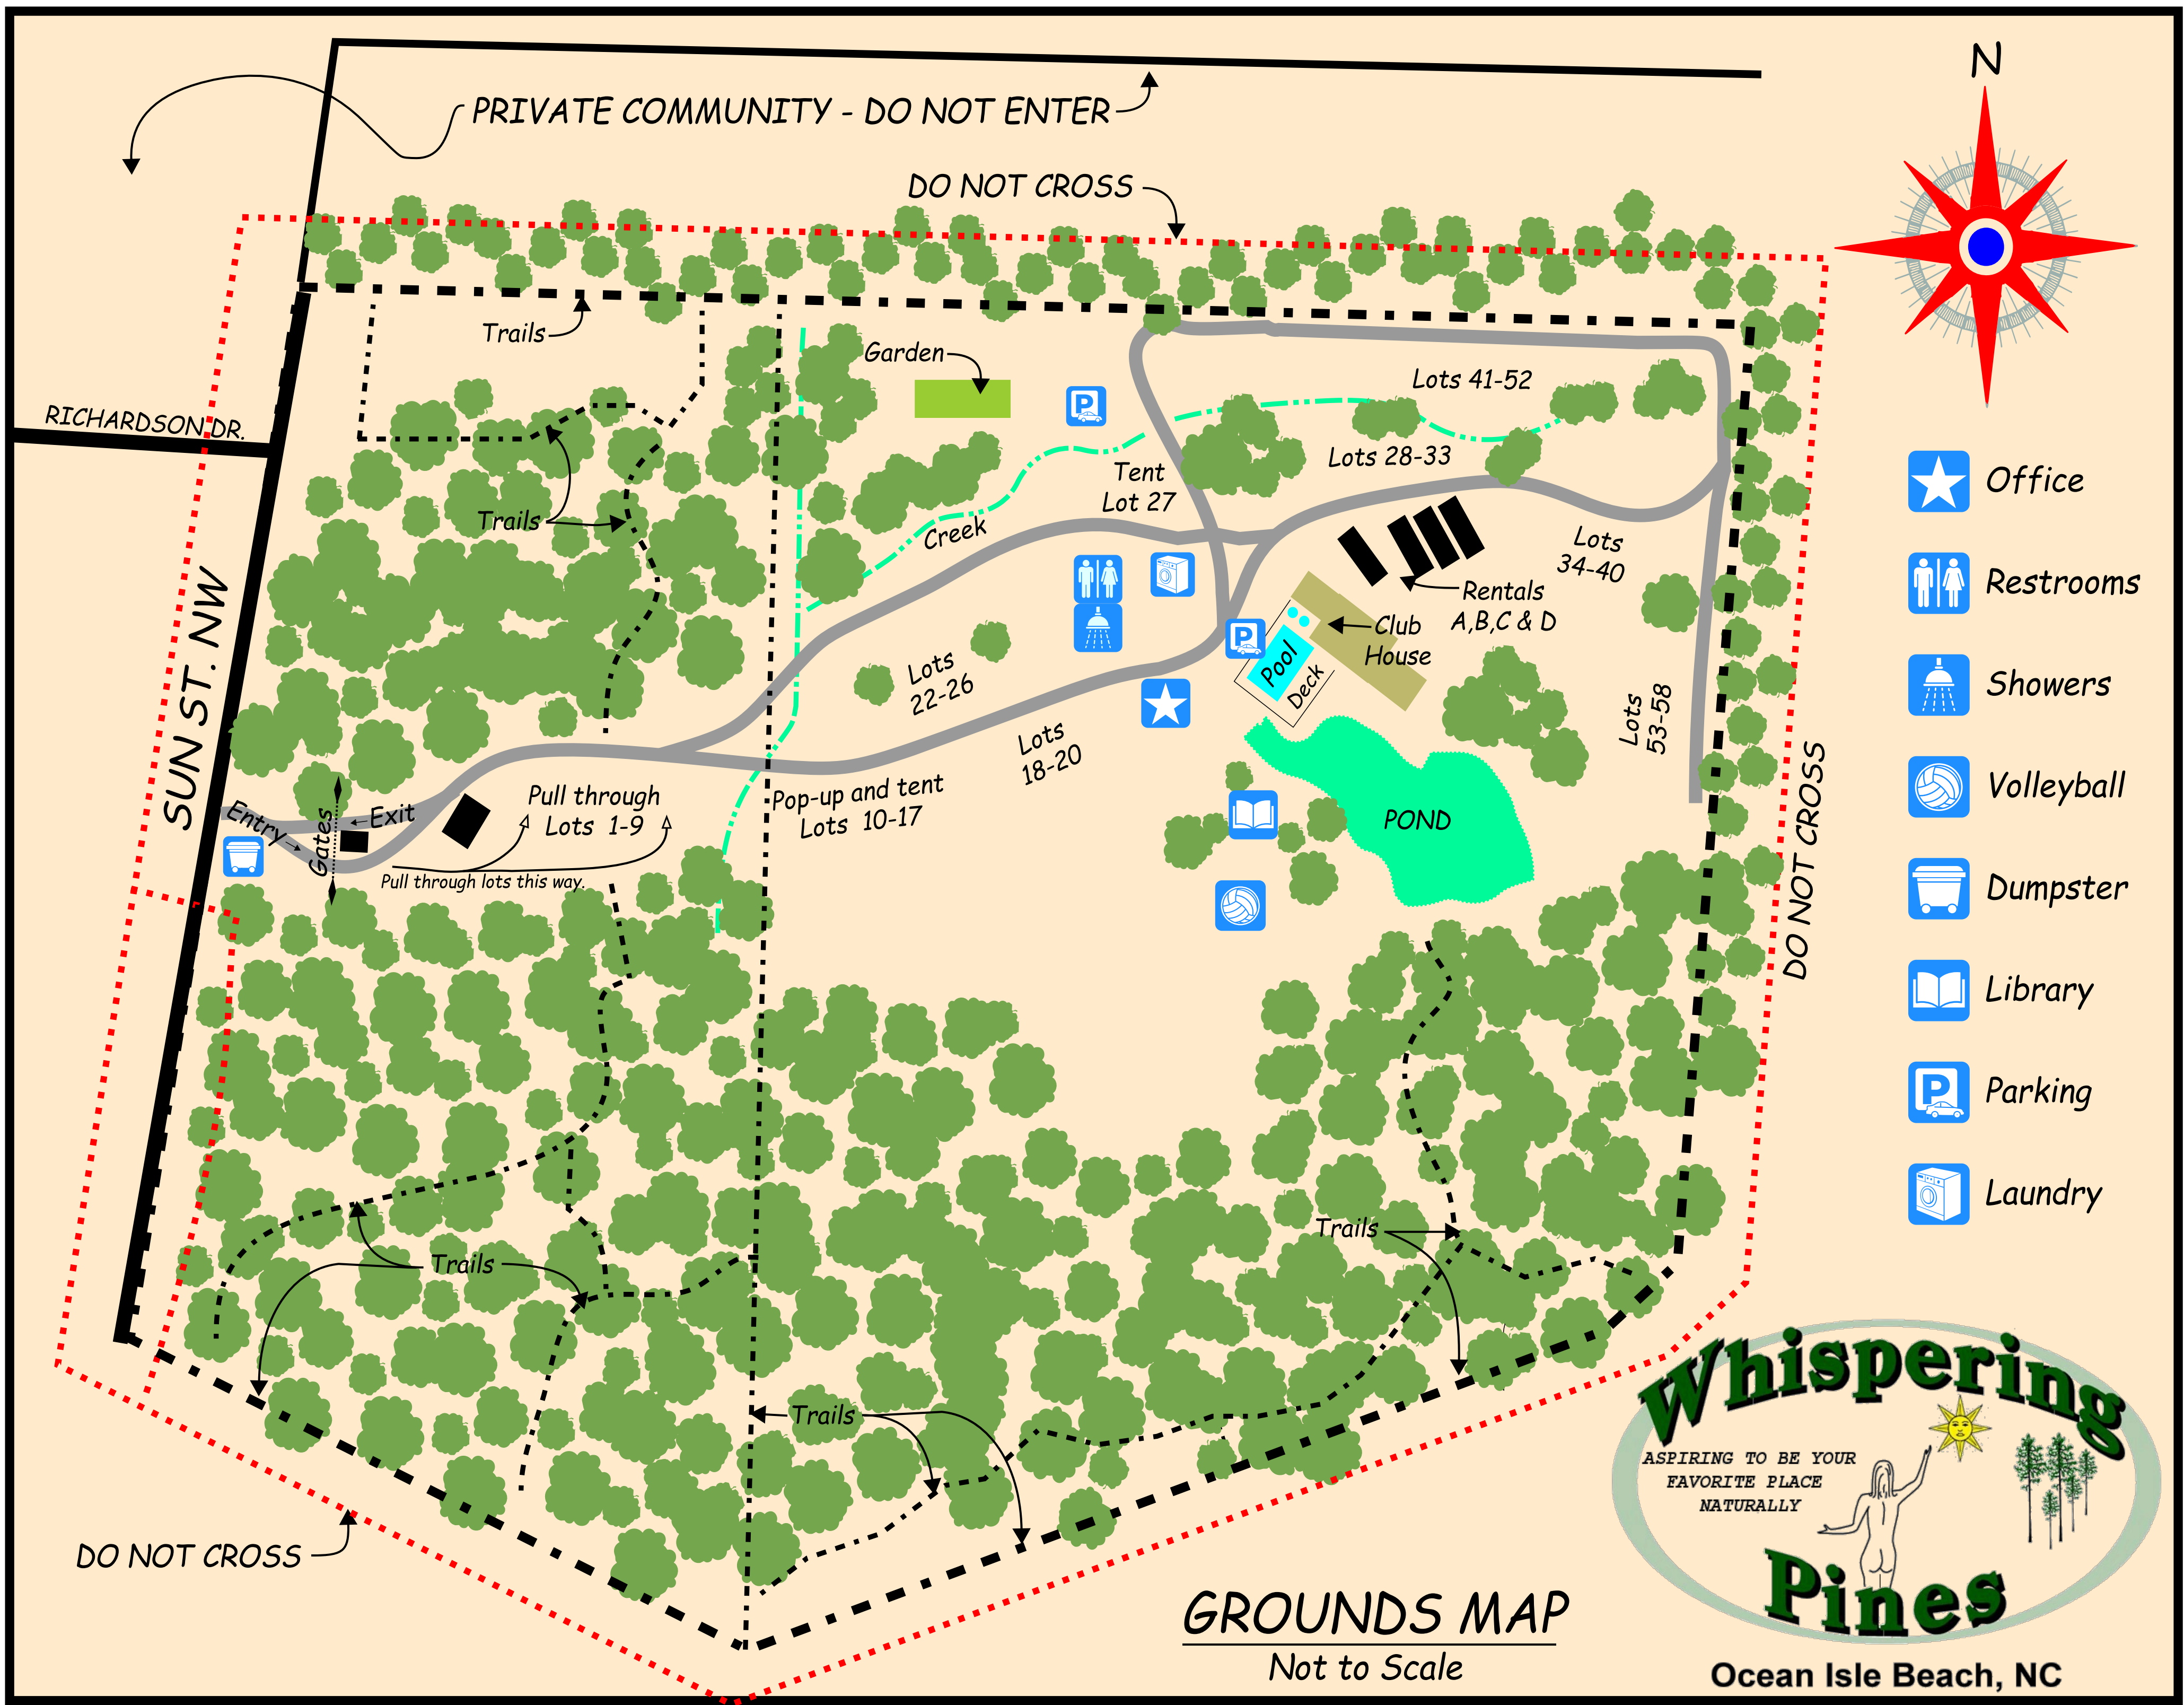 N
PRIVATE COMMUNITY - DO NOT ENTER
DO NOT CROSS
Trails
Garden
P
Lots 41-52
RICHARDSON DR.
Lots 28-33
Tent
Lot 27
Trails
Creek
Lots
34-40
Rentals
A,B,C & D
Club
House
P
Pool
Deck
SUN ST. NW
Lots
22-26
Lots
18-20
Lots
53-58
DO NOT CROSS
Entry
Gates
Exit
Pull through
Lots 1-9
Pull through lots this way.
Pop-up and tent
Lots 10-17
POND
Office
Restrooms
Showers
Volleyball
Dumpster
Library
P
Parking
Laundry
Trails
Trails
Trails
DO NOT CROSS
GROUNDS MAP
Not to Scale
Whispering
ASPIRING TO BE YOUR
FAVORITE PLACE
NATURALLY
Pines
Ocean Isle Beach, NC